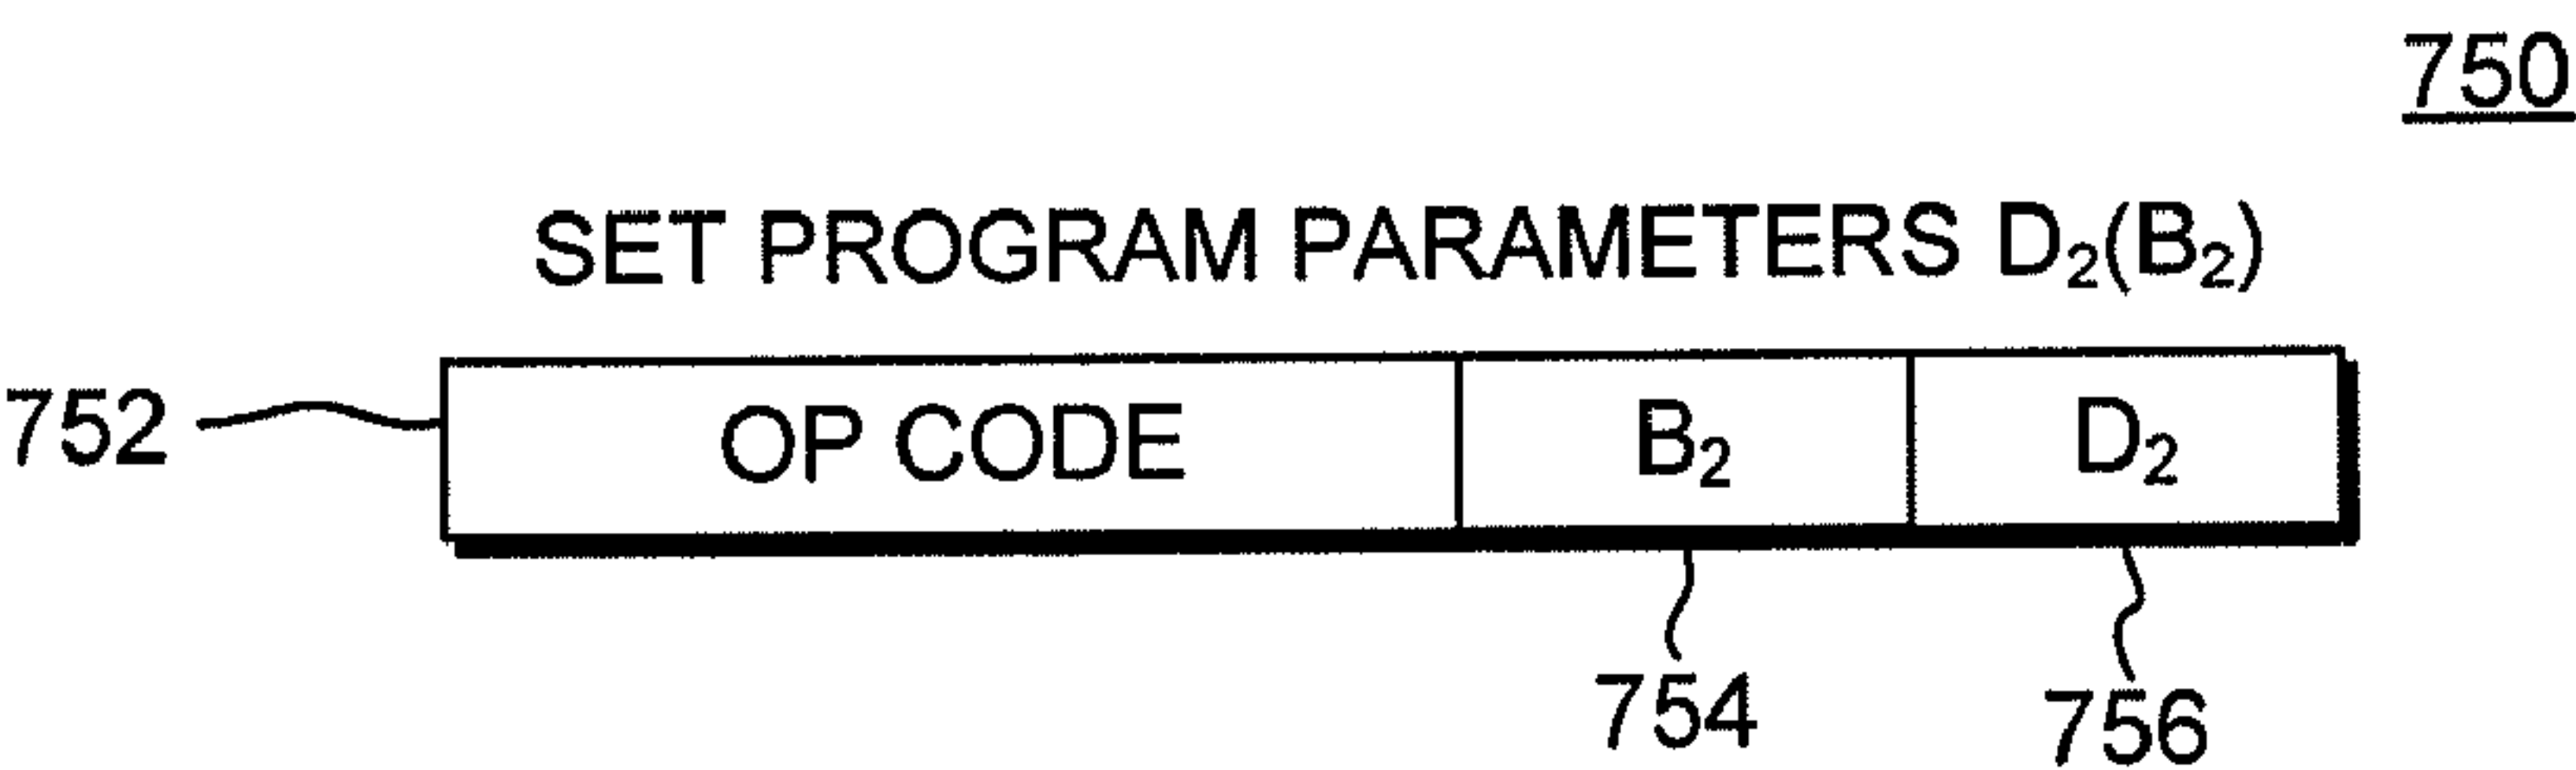 750
SET PROGRAM PARAMETERS D₂(B₂)
752 OP CODE B₂ D₂
754 756